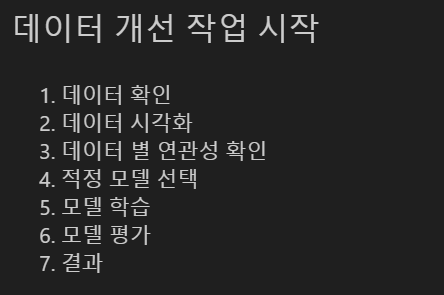 데이터 개선 작업 시작
1. 데이터 확인
2. 데이터 시각화
3. 데이터 별 연관성 확인
4. 적정 모델 선택
5. 모델 학습
6. 모델 평가
7. 결과